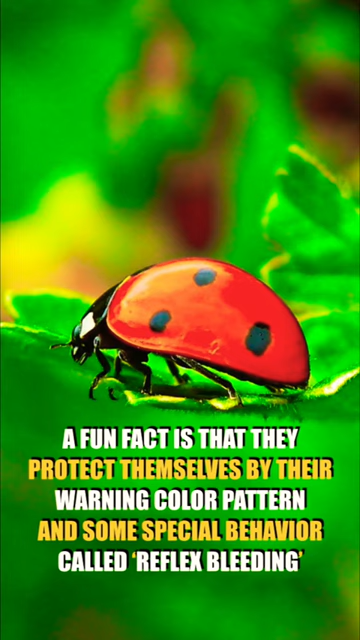 A FUN FACT IS THAT THEY
PROTECT THEMSELVES BY THEIR
WARNING COLOR PATTERN
AND SOME SPECIAL BEHAVIOR
CALLED ‘REFLEX BLEEDING’